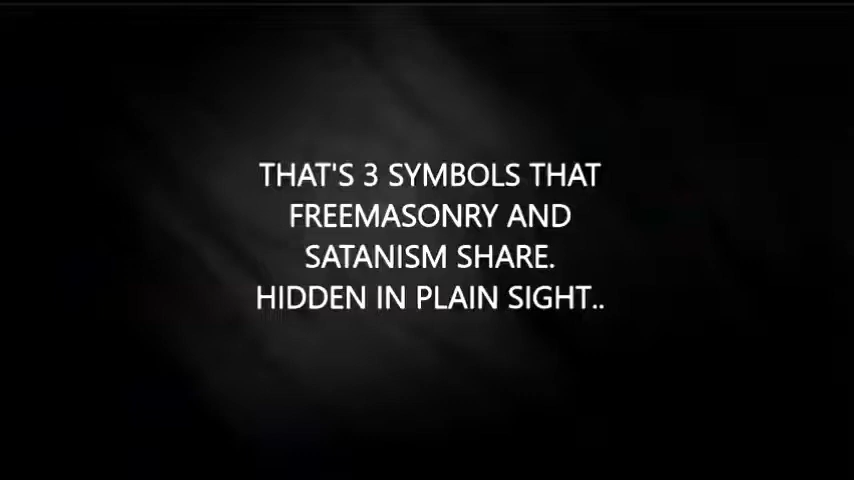 THAT'S 3 SYMBOLS THAT
FREEMASONRY AND
SATANISM SHARE.
HIDDEN IN PLAIN SIGHT..